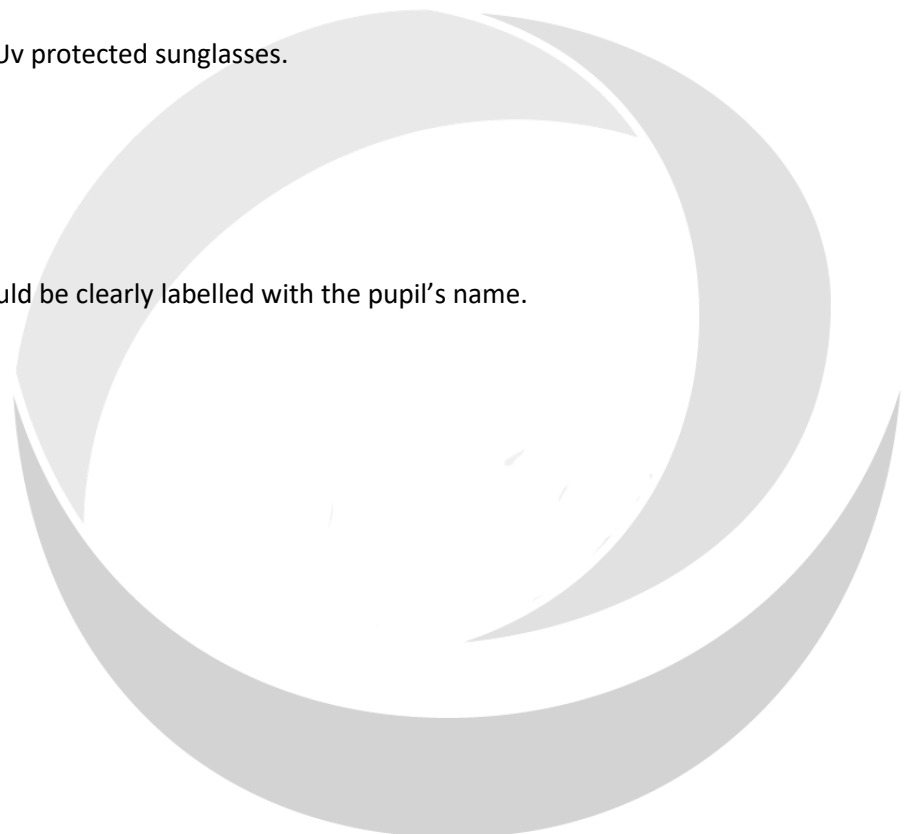 Uv protected sunglasses.
uld be clearly labelled with the pupil’s name.